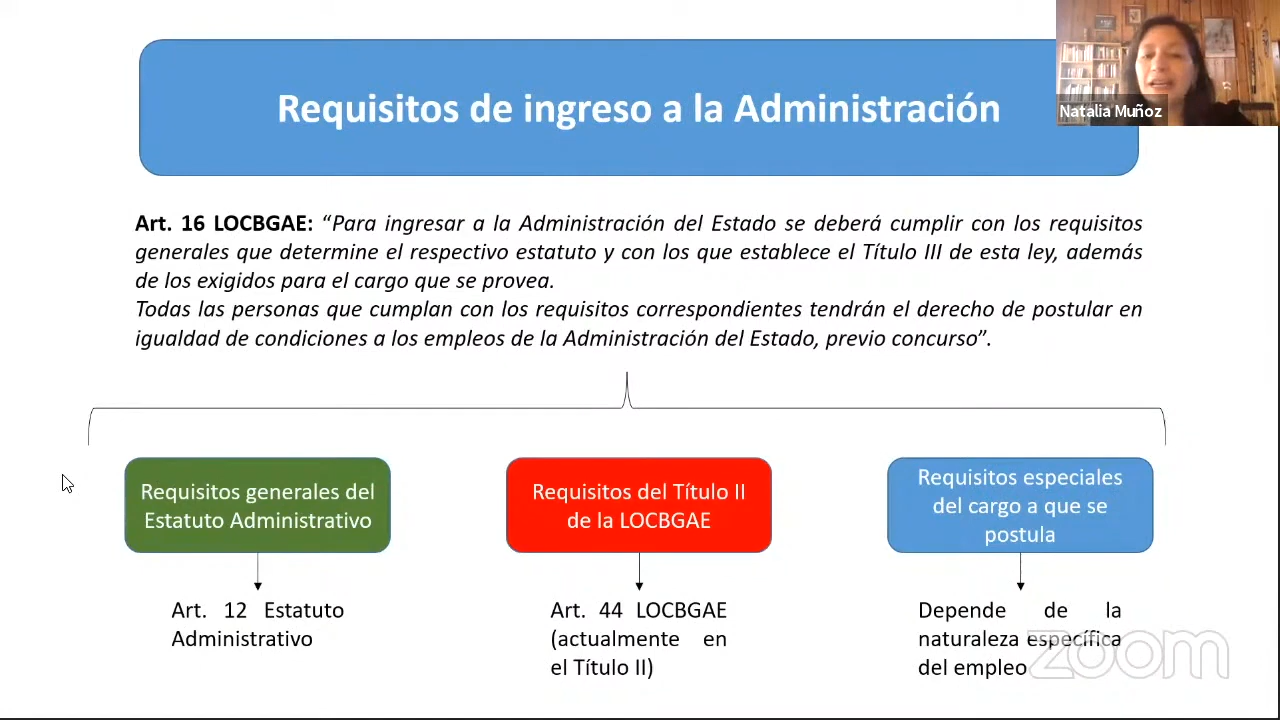 Requisitos de ingreso a la Administración
Natalia Muñoz
Art. 16 LOCBGAE: “Para ingresar a la Administración del Estado se deberá cumplir con los requisitos
generales que determine el respectivo estatuto y con los que establece el Título III de esta ley, además
de los exigidos para el cargo que se provea.
Todas las personas que cumplan con los requisitos correspondientes tendrán el derecho de postular en
igualdad de condiciones a los empleos de la Administración del Estado, previo concurso”.
Requisitos generales del
Estatuto Administrativo
Requisitos del Título II
de la LOCBGAE
Requisitos especiales
del cargo a que se
postula
Art. 12 Estatuto
Administrativo
Art. 44 LOCBGAE
(actualmente en
el Título II)
Depende de la
naturaleza específica
del empleo
zoom